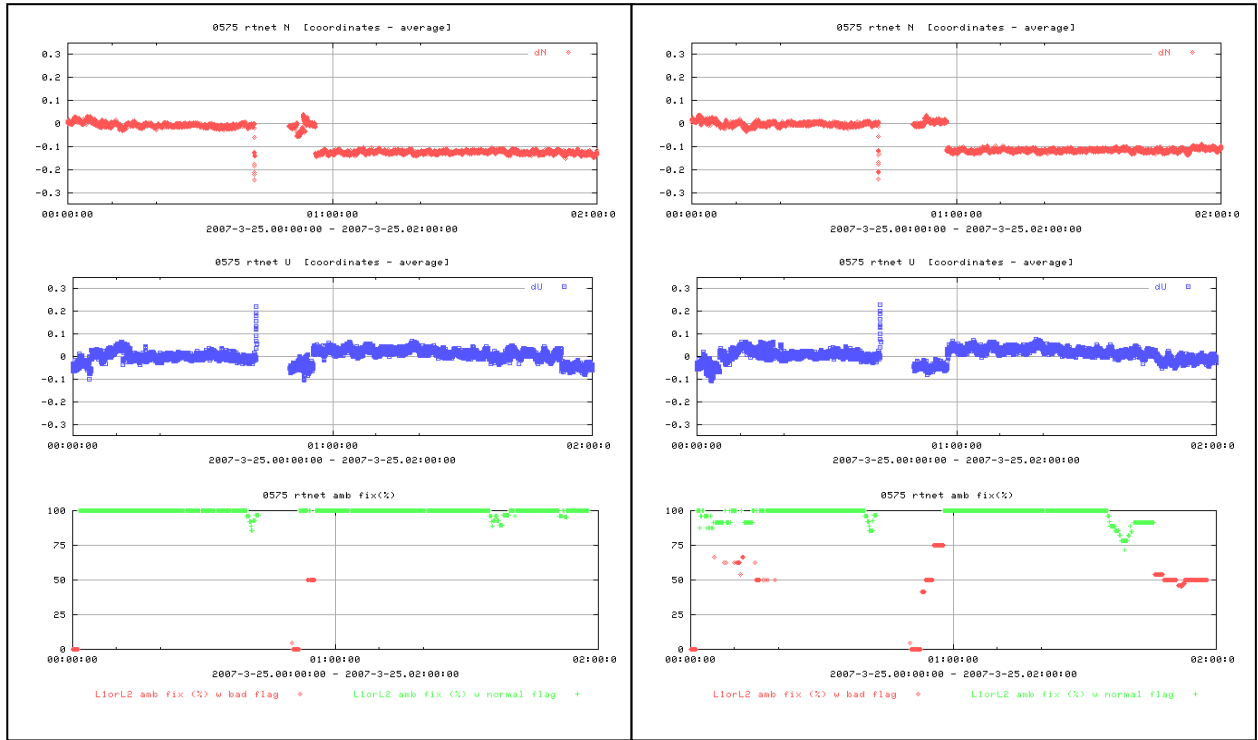 0575 rtnet N [coordinates - average]
dN
0.3
0.2
0.1
0
-0.1
-0.2
-0.3
00:00:00 01:00:00 02:00:0
2007-3-25.00:00:00 - 2007-3-25.02:00:00
0575 rtnet U [coordinates - average]
dU
0.3
0.2
0.1
0
-0.1
-0.2
-0.3
00:00:00 01:00:00 02:00:0
2007-3-25.00:00:00 - 2007-3-25.02:00:00
0575 rtnet amb fix(%)
100
75
50
25
0
00:00:00 01:00:00 02:00:0
2007-3-25.00:00:00 - 2007-3-25.02:00:00
L1orL2 amb fix (%) w bad flag L1orL2 amb fix (%) w normal flag
0575 rtnet N [coordinates - average]
dN
0.3
0.2
0.1
0
-0.1
-0.2
-0.3
00:00:00 01:00:00 02:00:0
2007-3-25.00:00:00 - 2007-3-25.02:00:00
0575 rtnet U [coordinates - average]
dU
0.3
0.2
0.1
0
-0.1
-0.2
-0.3
00:00:00 01:00:00 02:00:0
2007-3-25.00:00:00 - 2007-3-25.02:00:00
0575 rtnet amb fix(%)
100
75
50
25
0
00:00:00 01:00:00 02:00:0
2007-3-25.00:00:00 - 2007-3-25.02:00:00
L1orL2 amb fix (%) w bad flag L1orL2 amb fix (%) w normal flag